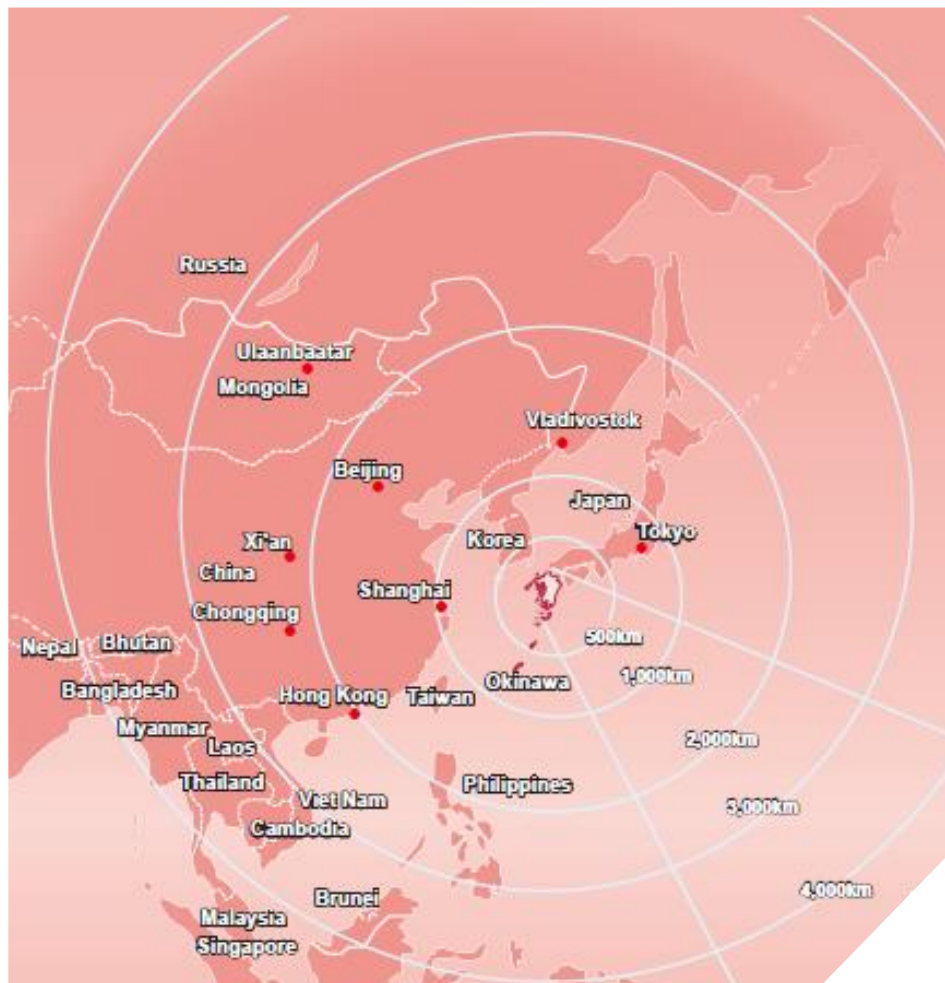 Russia
Ulaanbaatar
Mongolia
Vladivostok
Beijing
Japan
Tokyo
Korea
Xi'an
China
Shanghai
Chongqing
500km
Nepal
Bhutan
1,000km
Okinawa
Bangladesh
Hong Kong
Taiwan
Myanmar
Laos
2,000km
Thailand
Philippines
Viet Nam
3,000km
Cambodia
4,000km
Brunei
Malaysia
Singapore